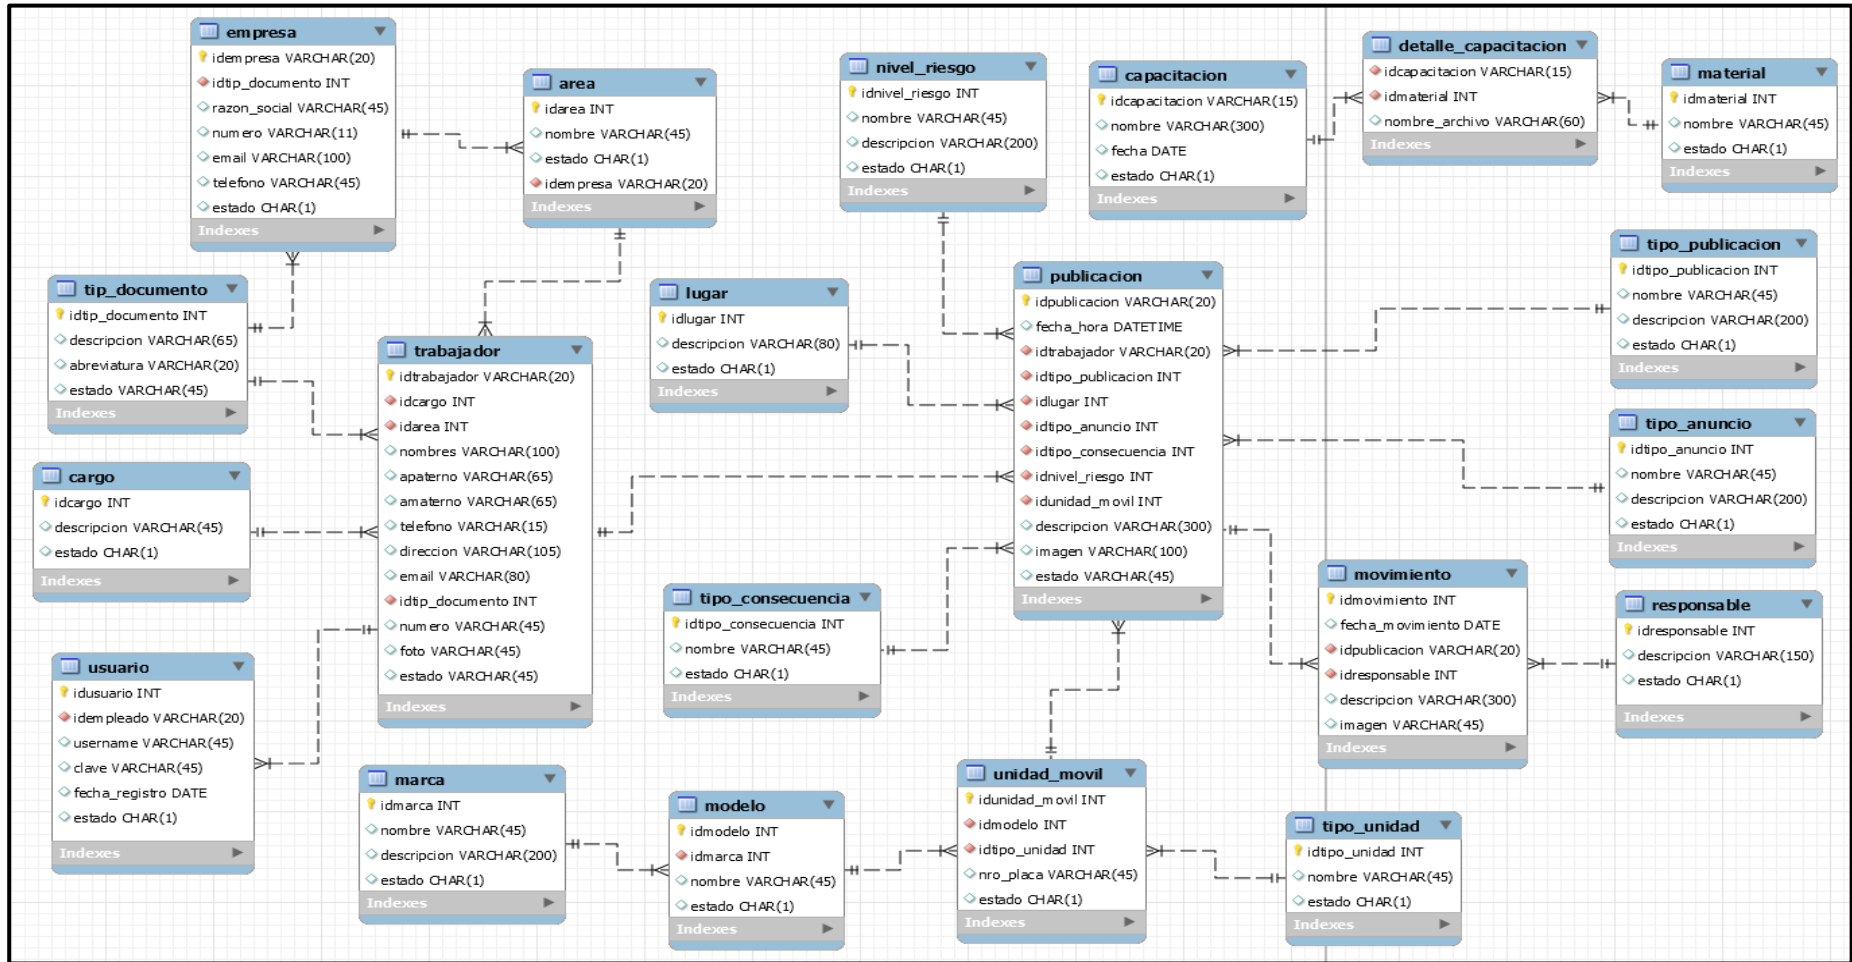 empresa
idempresa VARCHAR(20)
idtip_documento INT
razon_social VARCHAR(45)
numero VARCHAR(11)
email VARCHAR(100)
telefono VARCHAR(45)
estado CHAR(1)
Indexes
area
idarea INT
nombre VARCHAR(45)
estado CHAR(1)
idempresa VARCHAR(20)
Indexes
nivel_riesgo
idnivel_riesgo INT
nombre VARCHAR(45)
descripcion VARCHAR(200)
estado CHAR(1)
Indexes
capacitacion
idcapacitacion VARCHAR(15)
nombre VARCHAR(300)
fecha DATE
estado CHAR(1)
Indexes
detalle_capacitacion
idcapacitacion VARCHAR(15)
idmaterial INT
nombre_archivo VARCHAR(60)
Indexes
material
idmaterial INT
nombre VARCHAR(45)
estado CHAR(1)
Indexes
tip_documento
idtip_documento INT
descripcion VARCHAR(65)
abreviatura VARCHAR(20)
estado VARCHAR(45)
Indexes
trabajador
idtrabajador VARCHAR(20)
idcargo INT
idarea INT
nombres VARCHAR(100)
apaterno VARCHAR(65)
amaterno VARCHAR(65)
telefono VARCHAR(15)
direccion VARCHAR(105)
email VARCHAR(80)
idtip_documento INT
numero VARCHAR(45)
foto VARCHAR(45)
estado VARCHAR(45)
Indexes
lugar
idlugar INT
descripcion VARCHAR(80)
estado CHAR(1)
Indexes
publicacion
idpublicacion VARCHAR(20)
fecha_hora DATETIME
idtrabajador VARCHAR(20)
idtipo_publicacion INT
idlugar INT
idtipo_anuncio INT
idtipo_consecuencia INT
idnivel_riesgo INT
idunidad_movil INT
descripcion VARCHAR(300)
imagen VARCHAR(100)
estado VARCHAR(45)
Indexes
tipo_publicacion
idtipo_publicacion INT
nombre VARCHAR(45)
descripcion VARCHAR(200)
estado CHAR(1)
Indexes
tipo_anuncio
idtipo_anuncio INT
nombre VARCHAR(45)
descripcion VARCHAR(200)
estado CHAR(1)
Indexes
cargo
idcargo INT
descripcion VARCHAR(45)
estado CHAR(1)
Indexes
tipo_consecuencia
idtipo_consecuencia INT
nombre VARCHAR(45)
estado CHAR(1)
Indexes
movimiento
idmovimiento INT
fecha_movimiento DATE
idpublicacion VARCHAR(20)
idresponsable INT
descripcion VARCHAR(300)
imagen VARCHAR(45)
Indexes
responsable
idresponsable INT
descripcion VARCHAR(150)
estado CHAR(1)
Indexes
usuario
idusuario INT
idempleado VARCHAR(20)
username VARCHAR(45)
clave VARCHAR(45)
fecha_registro DATE
estado CHAR(1)
Indexes
marca
idmarca INT
nombre VARCHAR(45)
descripcion VARCHAR(200)
estado CHAR(1)
Indexes
modelo
idmodelo INT
idmarca INT
nombre VARCHAR(45)
estado CHAR(1)
Indexes
unidad_movil
idunidad_movil INT
idmodelo INT
idtipo_unidad INT
nro_placa VARCHAR(45)
estado CHAR(1)
Indexes
tipo_unidad
idtipo_unidad INT
nombre VARCHAR(45)
estado CHAR(1)
Indexes